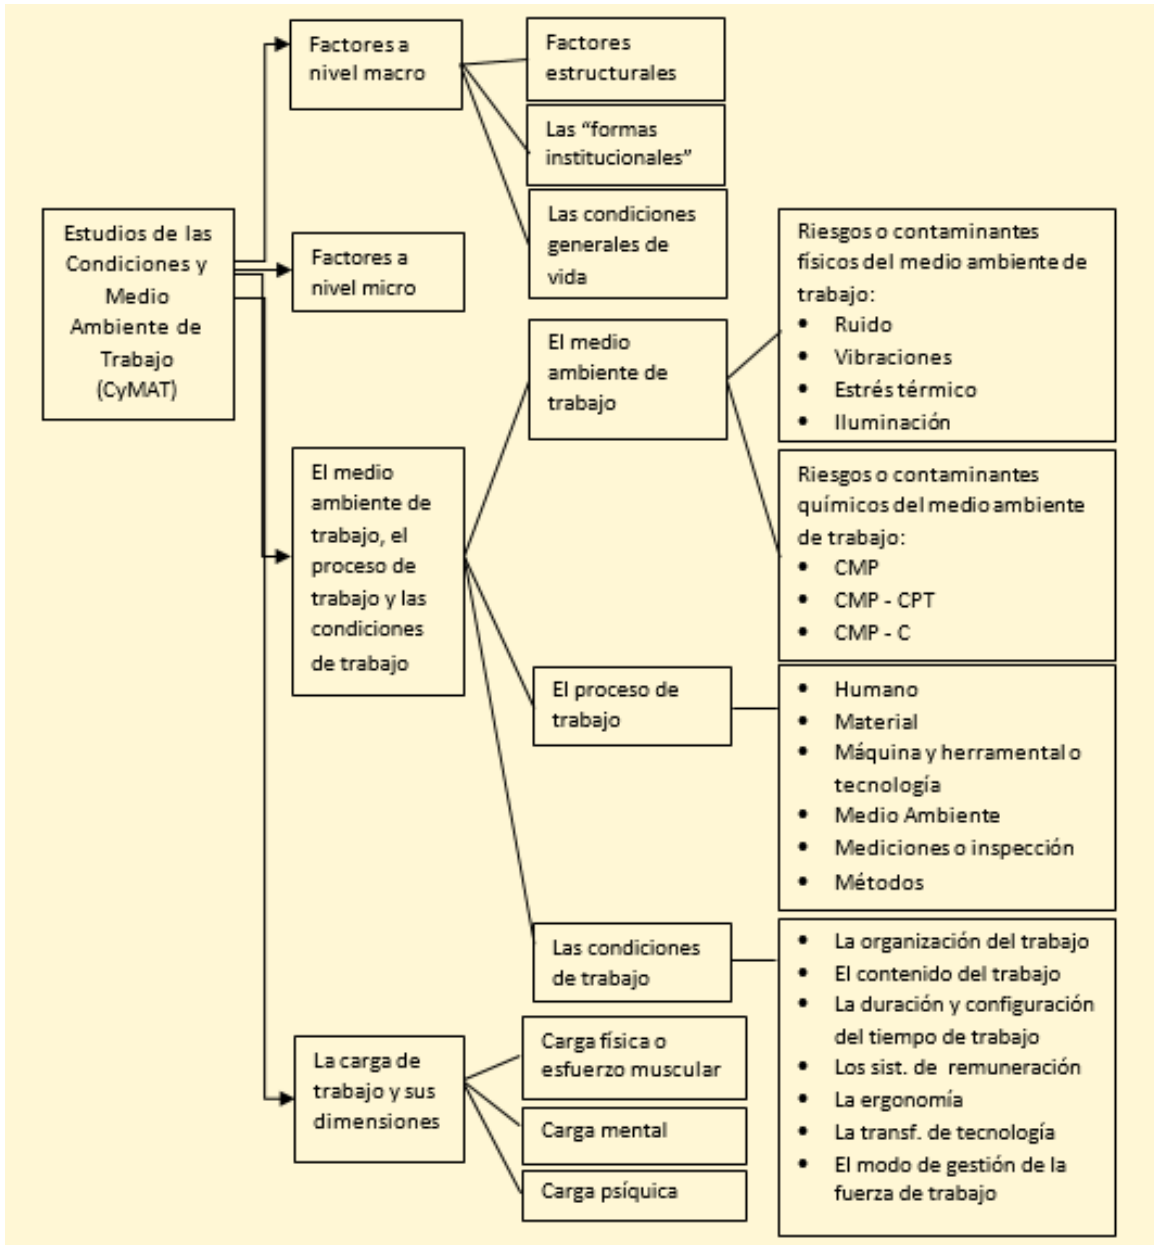 Estudios de las
Condiciones y
Medio
Ambiente de
Trabajo
(CyMAT)
Factores a
nivel macro
Factores
estructurales
Las “formas
institucionales”
Las condiciones
generales de
vida
Factores a
nivel micro
El medio
ambiente de
trabajo, el
proceso de
trabajo y las
condiciones
de trabajo
El medio
ambiente de
trabajo
Riesgos o contaminantes
físicos del medio ambiente de
trabajo:
• Ruido
• Vibraciones
• Estrés térmico
• Iluminación
Riesgos o contaminantes
químicos del medio ambiente
de trabajo:
• CMP
• CMP - CPT
• CMP - C
El proceso de
trabajo
• Humano
• Material
• Máquina y herramental o
tecnología
• Medio Ambiente
• Mediciones o inspección
• Métodos
Las condiciones
de trabajo
• La organización del trabajo
• El contenido del trabajo
• La duración y configuración
del tiempo de trabajo
• Los sist. de remuneración
• La ergonomía
• La transf. de tecnología
• El modo de gestión de la
fuerza de trabajo
La carga de
trabajo y sus
dimensiones
Carga física o
esfuerzo muscular
Carga mental
Carga psíquica